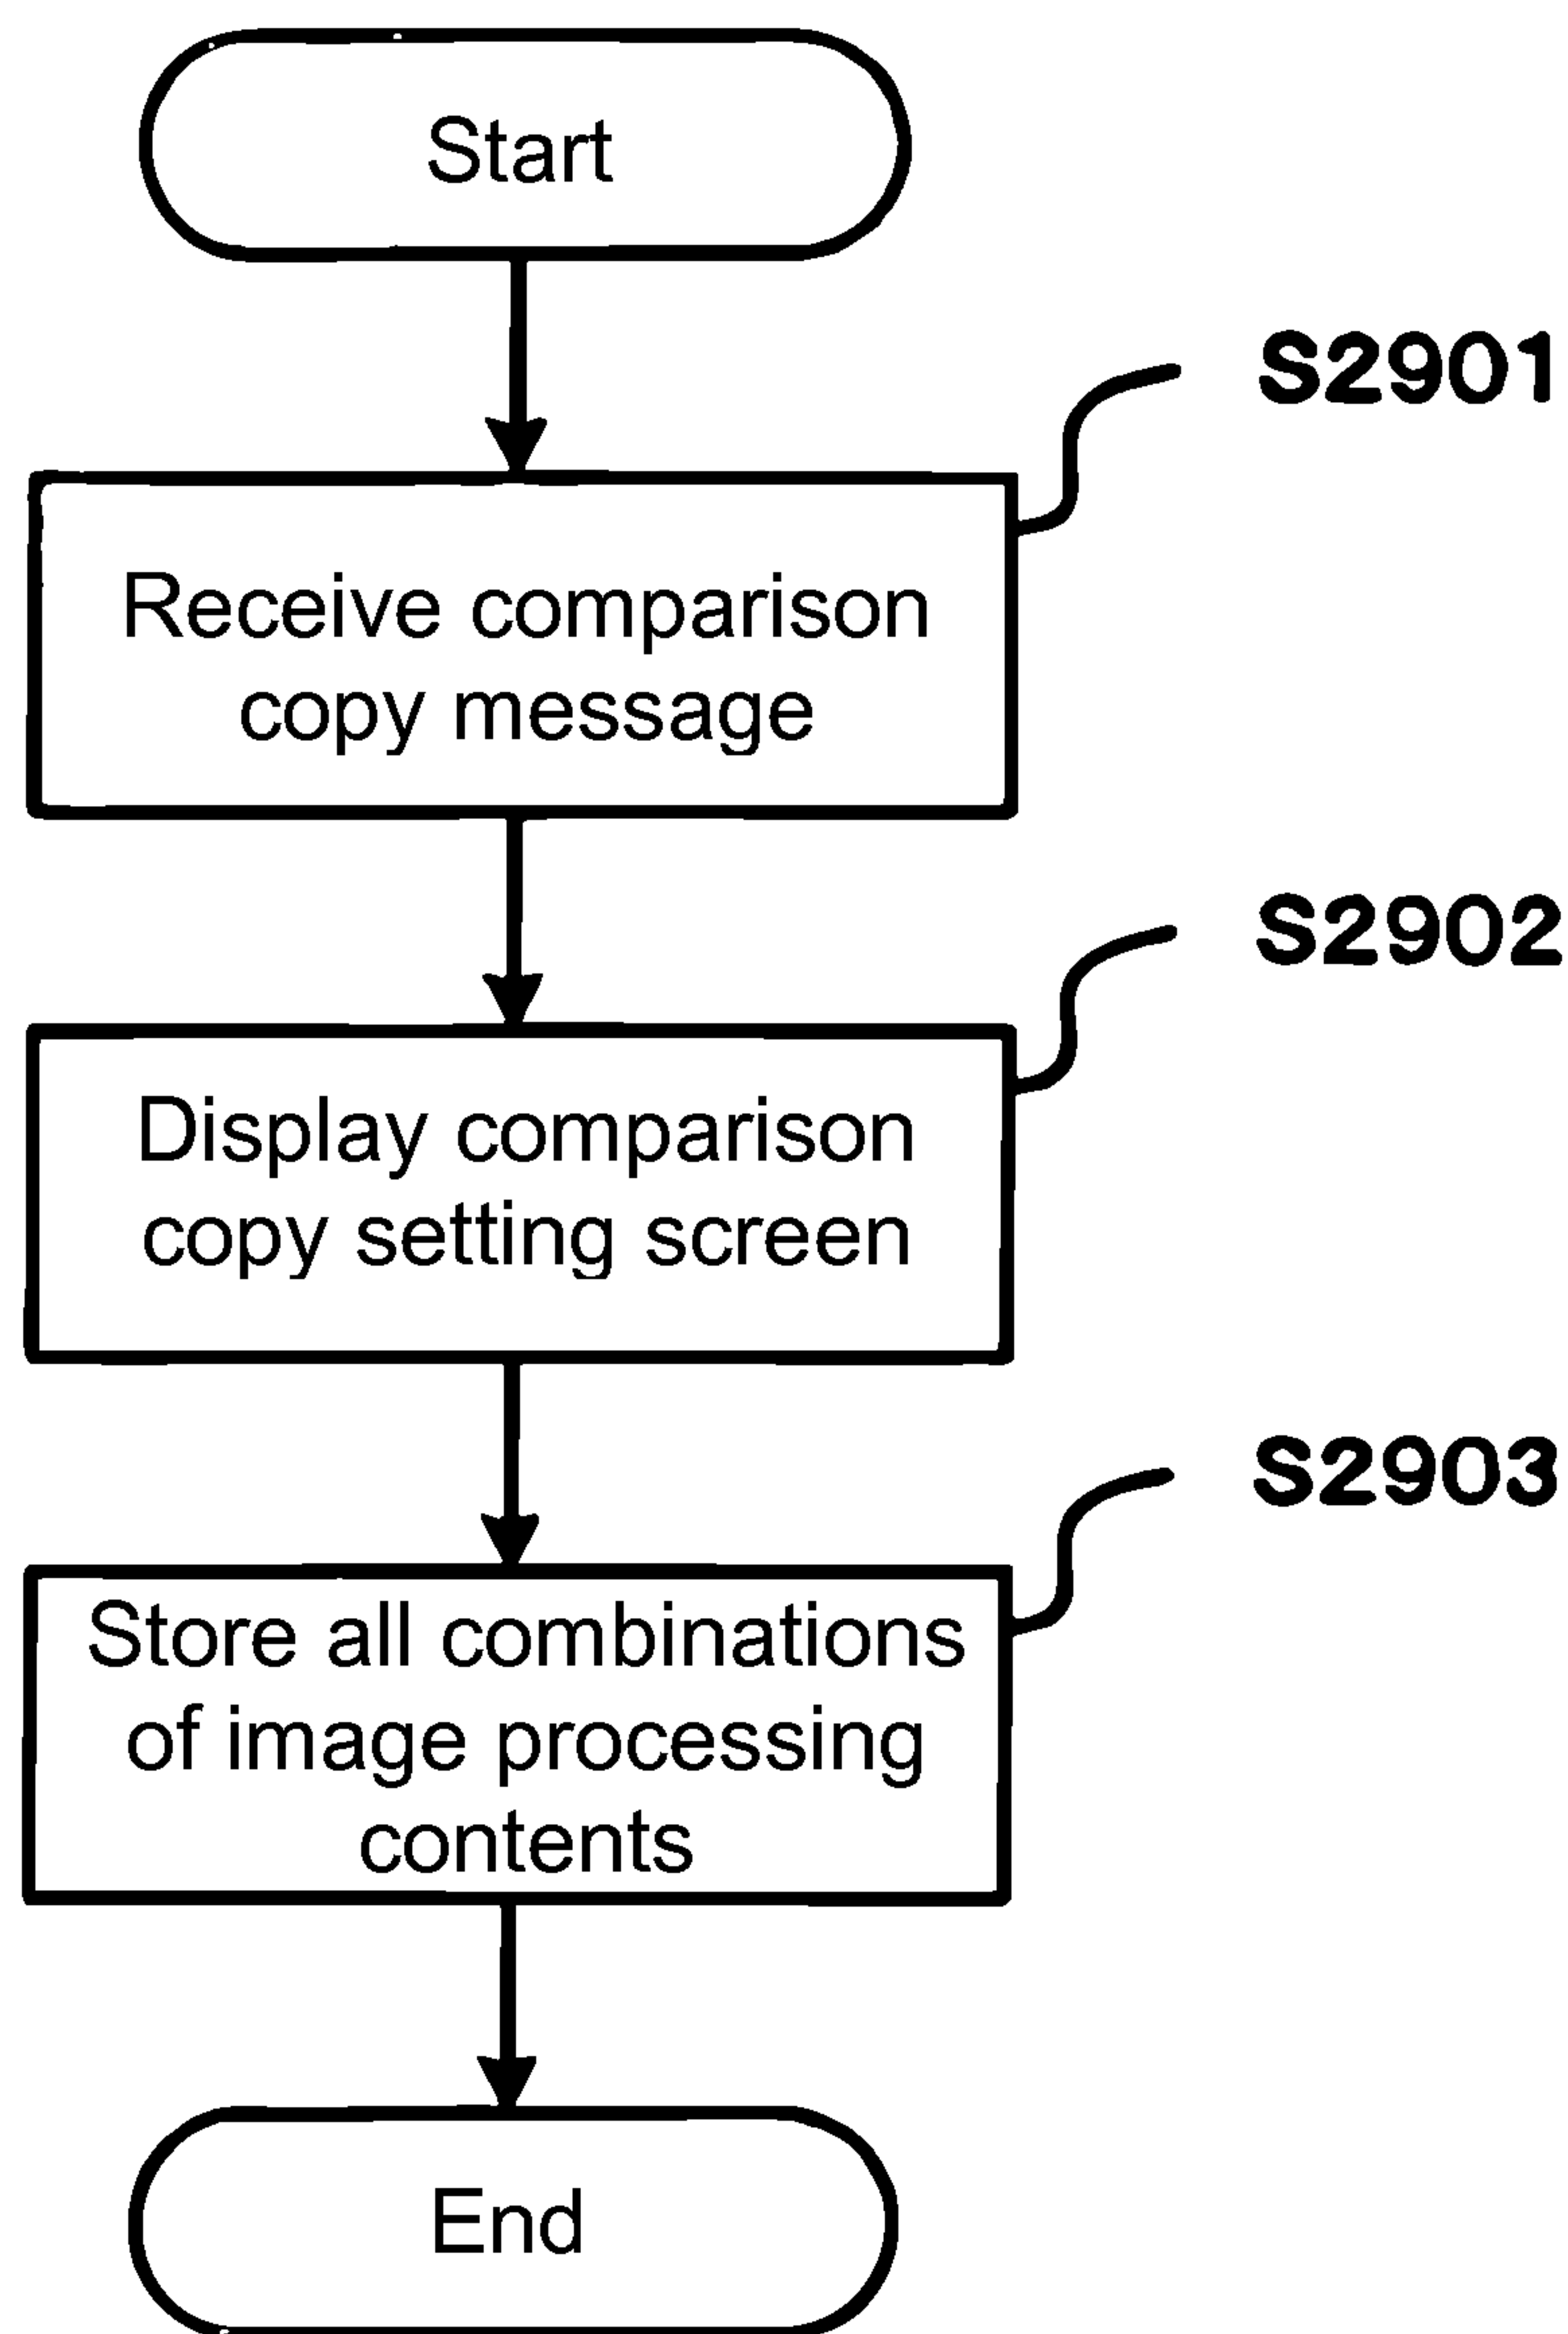 Start
S2901
Receive comparison
copy message
S2902
Display comparison
copy setting screen
S2903
Store all combinations
of image processing
contents
End